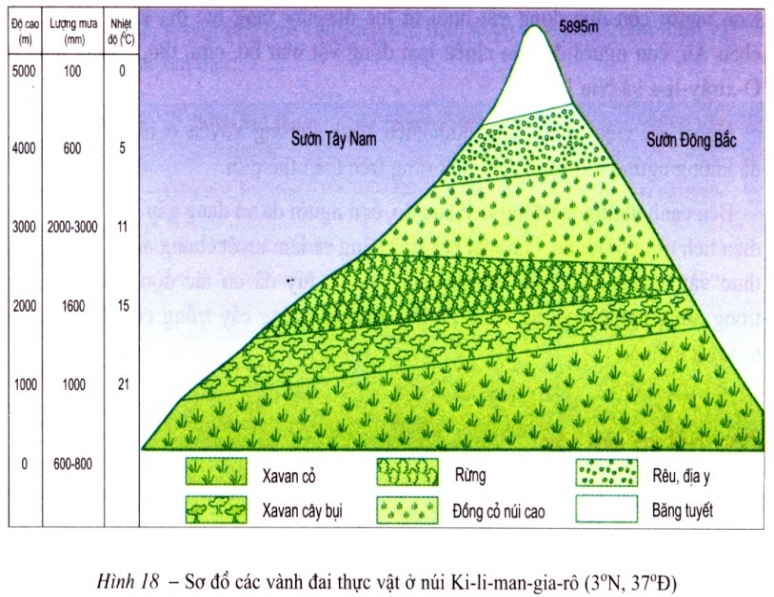 Độ cao (m) Lượng mưa (mm) Nhiệt độ (°C)
5000 100 0
4000 600 5
3000 2000-3000 11
2000 1600 15
1000 1000 21
0 600-800
5895m
Sườn Tây Nam
Sườn Đông Bắc
Xavan cỏ
Rừng
Rêu, địa y
Xavan cây bụi
Đồng cỏ núi cao
Băng tuyết
Hình 18 – Sơ đồ các vành đai thực vật ở núi Ki-li-man-gia-rô (3°N, 37°Đ)